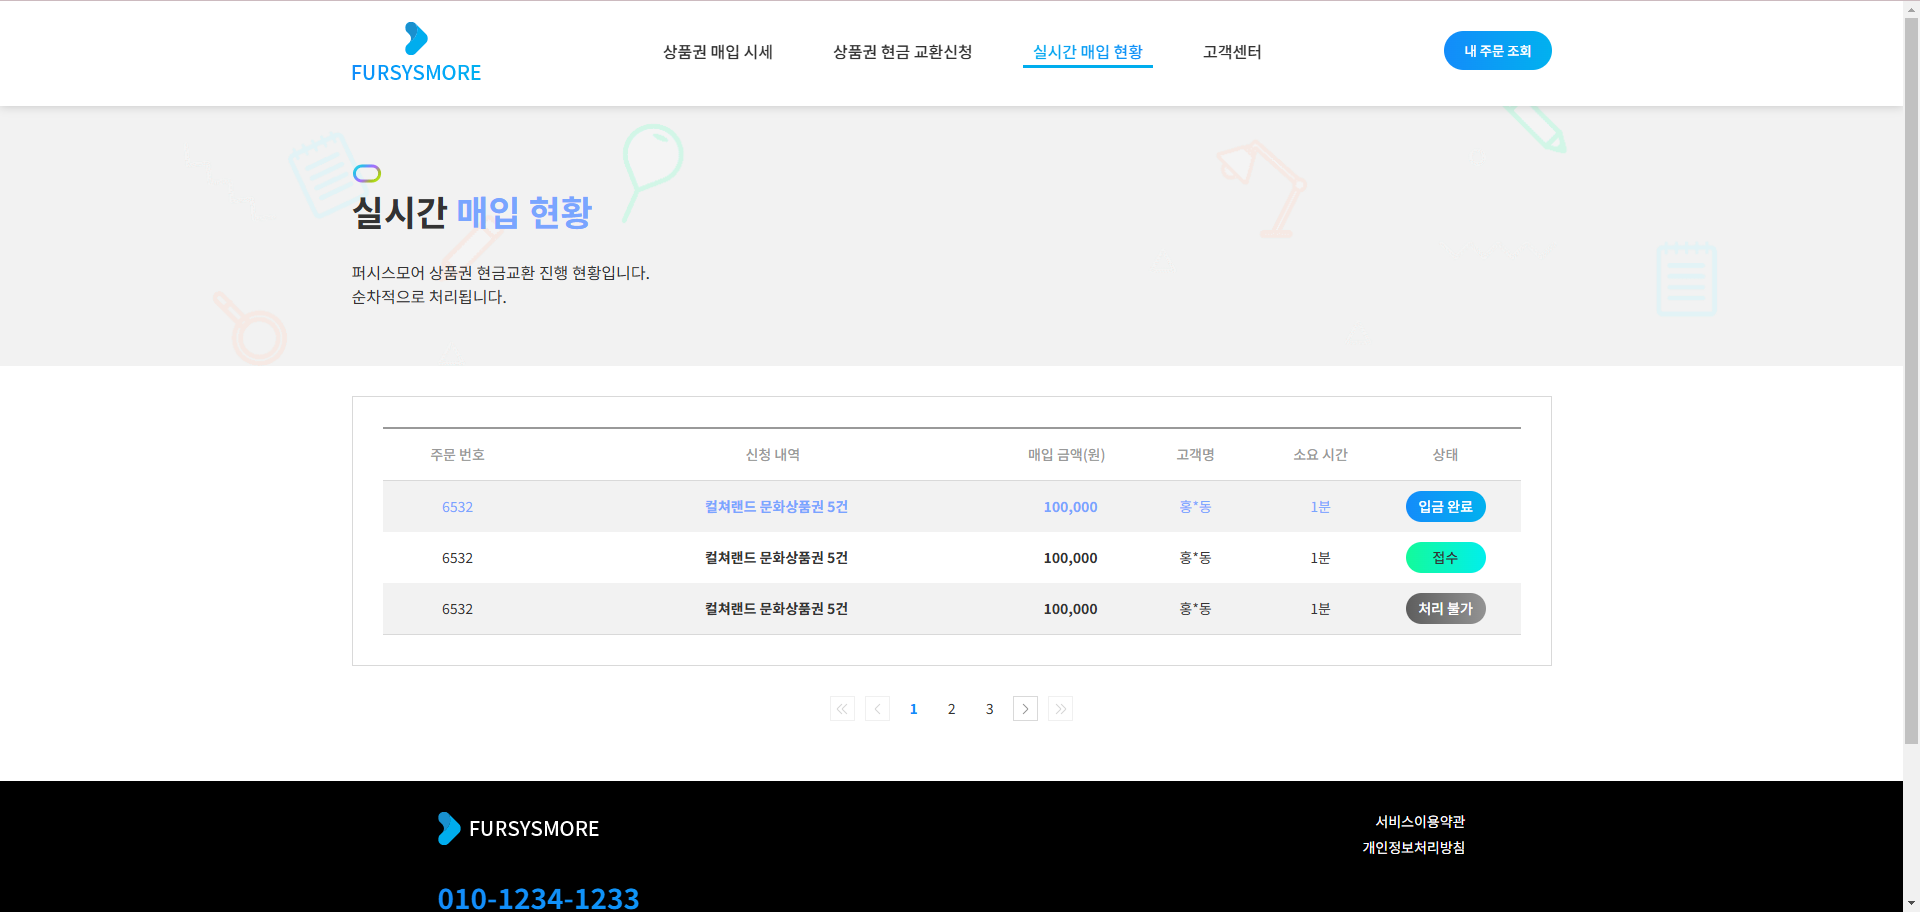 FURSYSMORE
상품권 매입 시세
상품권 현금 교환신청
실시간 매입 현황
고객센터
내 주문 조회
실시간 매입 현황
퍼시스모어 상품권 현금교환 진행 현황입니다.
순차적으로 처리됩니다.
주문 번호 신청 내역 매입 금액(원) 고객명 소요 시간 상태
6532 컬쳐랜드 문화상품권 5건 100,000 홍*동 1분 입금 완료
6532 컬쳐랜드 문화상품권 5건 100,000 홍*동 1분 접수
6532 컬쳐랜드 문화상품권 5건 100,000 홍*동 1분 처리 불가
1 2 3
FURSYSMORE
서비스이용약관
개인정보처리방침
010-1234-1233